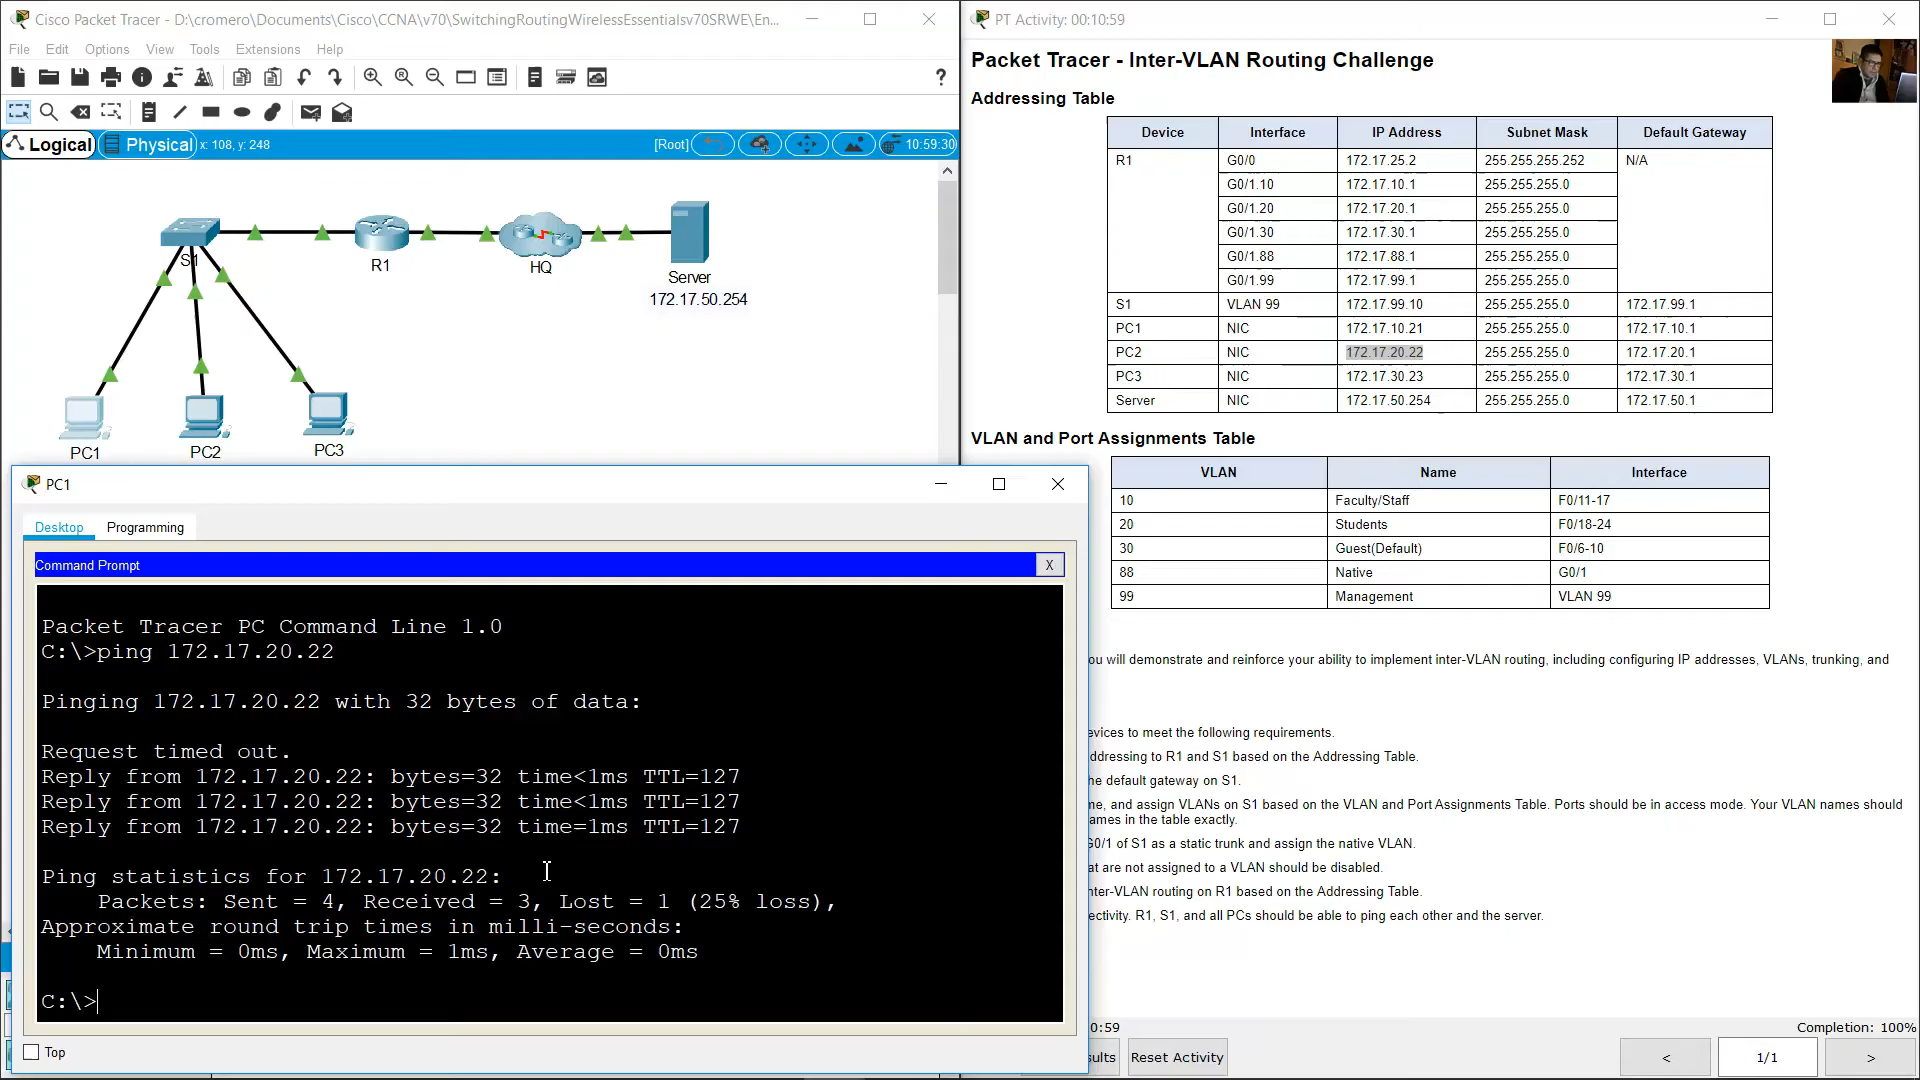 Cisco Packet Tracer - D:\cromero\Documents\Cisco\CCNA\v70\SwitchingRoutingWirelessEssentialsv70SRWE\En...
File Edit Options View Tools Extensions Help
?
Logical Physical x: 108, y: 248 [Root] 10:59:30
S1
R1
HQ
Server
172.17.50.254
PC1
PC2
PC3
PC1
Desktop Programming
Command Prompt X
Packet Tracer PC Command Line 1.0
C:\>ping 172.17.20.22
Pinging 172.17.20.22 with 32 bytes of data:
Request timed out.
Reply from 172.17.20.22: bytes=32 time<1ms TTL=127
Reply from 172.17.20.22: bytes=32 time<1ms TTL=127
Reply from 172.17.20.22: bytes=32 time=1ms TTL=127
Ping statistics for 172.17.20.22:
Packets: Sent = 4, Received = 3, Lost = 1 (25% loss),
Approximate round trip times in milli-seconds:
Minimum = 0ms, Maximum = 1ms, Average = 0ms
C:\>
Top
PT Activity: 00:10:59
Packet Tracer - Inter-VLAN Routing Challenge
Addressing Table
Device Interface IP Address Subnet Mask Default Gateway
R1 G0/0 172.17.25.2 255.255.255.252 N/A
G0/1.10 172.17.10.1 255.255.255.0
G0/1.20 172.17.20.1 255.255.255.0
G0/1.30 172.17.30.1 255.255.255.0
G0/1.88 172.17.88.1 255.255.255.0
G0/1.99 172.17.99.1 255.255.255.0
S1 VLAN 99 172.17.99.10 255.255.255.0 172.17.99.1
PC1 NIC 172.17.10.21 255.255.255.0 172.17.10.1
PC2 NIC 172.17.20.22 255.255.255.0 172.17.20.1
PC3 NIC 172.17.30.23 255.255.255.0 172.17.30.1
Server NIC 172.17.50.254 255.255.255.0 172.17.50.1
VLAN and Port Assignments Table
VLAN Name Interface
10 Faculty/Staff F0/11-17
20 Students F0/18-24
30 Guest(Default) F0/6-10
88 Native G0/1
99 Management VLAN 99
ou will demonstrate and reinforce your ability to implement inter-VLAN routing, including configuring IP addresses, VLANs, trunking, and
evices to meet the following requirements.
ddressing to R1 and S1 based on the Addressing Table.
he default gateway on S1.
me, and assign VLANs on S1 based on the VLAN and Port Assignments Table. Ports should be in access mode. Your VLAN names should
ames in the table exactly.
G0/1 of S1 as a static trunk and assign the native VLAN.
at are not assigned to a VLAN should be disabled.
nter-VLAN routing on R1 based on the Addressing Table.
ectivity. R1, S1, and all PCs should be able to ping each other and the server.
0:59 Completion: 100%
ults Reset Activity < 1/1 >